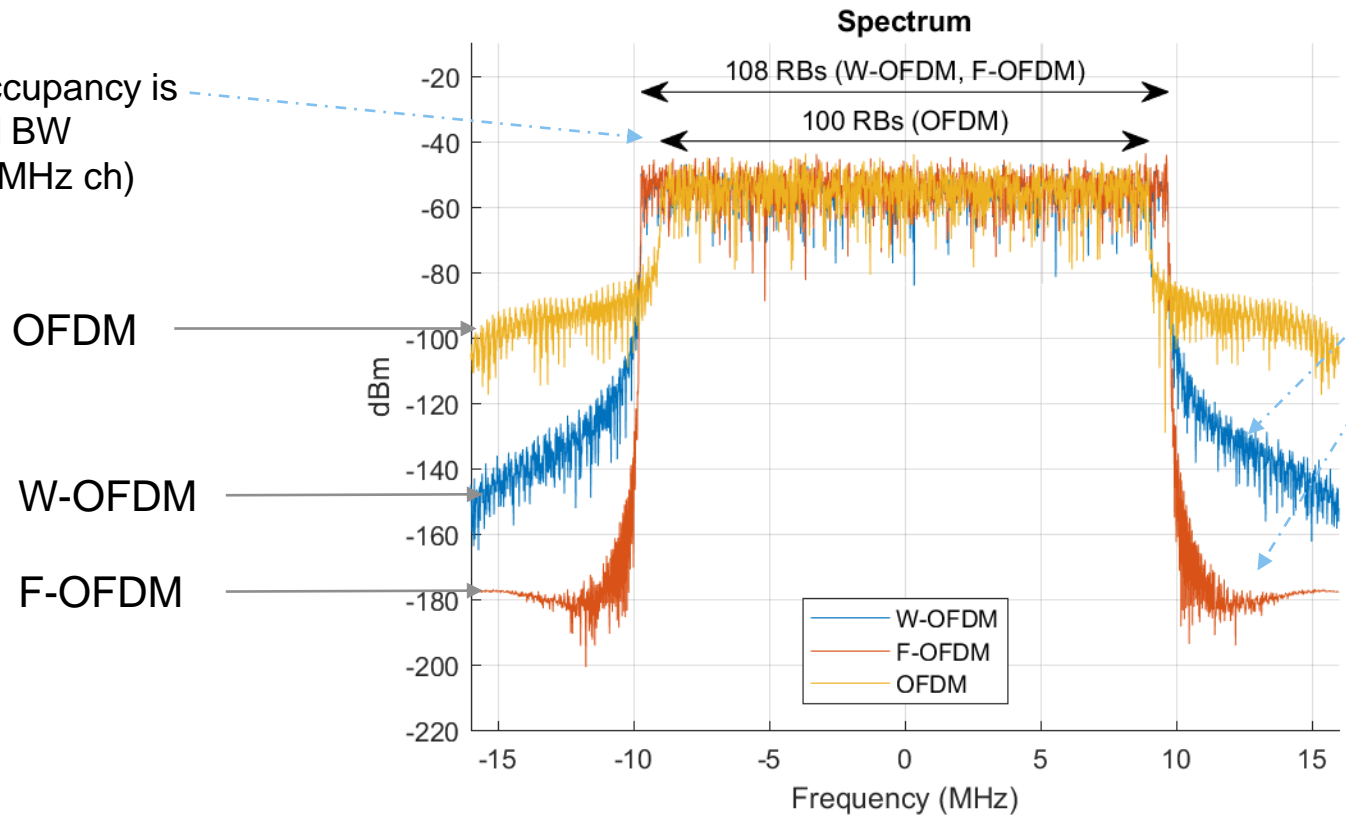 Spectrum
ccupancy is
BW
MHz ch)
108 RBs (W-OFDM, F-OFDM)
100 RBs (OFDM)
OFDM
W-OFDM
F-OFDM
dBm
-20
-40
-60
-80
-100
-120
-140
-160
-180
-200
-220
W-OFDM
F-OFDM
OFDM
-15
-10
-5
0
5
10
15
Frequency (MHz)